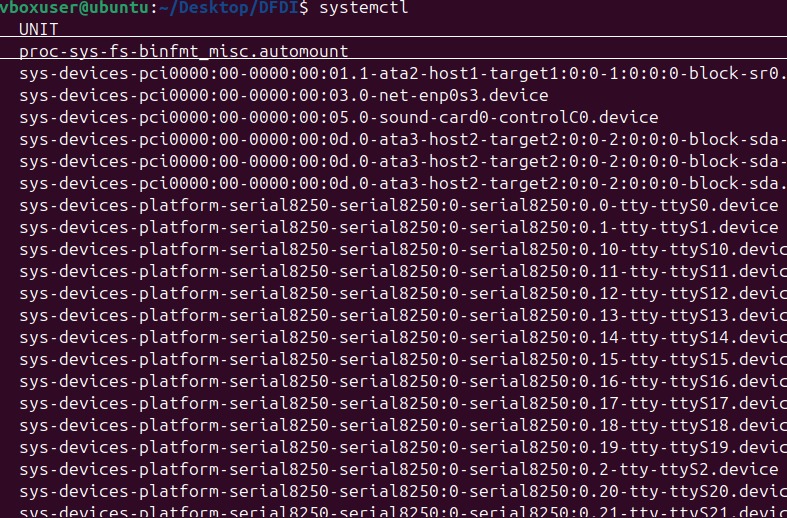 vboxuser@ubuntu:~/Desktop/DFDI$ systemctl
UNIT
proc-sys-fs-binfmt_misc.automount
sys-devices-pci0000:00-0000:00:01.1-ata2-host1-target1:0:0-1:0:0:0-block-sr0.
sys-devices-pci0000:00-0000:00:03.0-net-enp0s3.device
sys-devices-pci0000:00-0000:00:05.0-sound-card0-controlC0.device
sys-devices-pci0000:00-0000:00:0d.0-ata3-host2-target2:0:0-2:0:0:0-block-sda-
sys-devices-pci0000:00-0000:00:0d.0-ata3-host2-target2:0:0-2:0:0:0-block-sda-
sys-devices-pci0000:00-0000:00:0d.0-ata3-host2-target2:0:0-2:0:0:0-block-sda.
sys-devices-platform-serial8250-serial8250:0-serial8250:0.0-tty-ttyS0.device
sys-devices-platform-serial8250-serial8250:0-serial8250:0.1-tty-ttyS1.device
sys-devices-platform-serial8250-serial8250:0-serial8250:0.10-tty-ttyS10.devic
sys-devices-platform-serial8250-serial8250:0-serial8250:0.11-tty-ttyS11.devic
sys-devices-platform-serial8250-serial8250:0-serial8250:0.12-tty-ttyS12.devic
sys-devices-platform-serial8250-serial8250:0-serial8250:0.13-tty-ttyS13.devic
sys-devices-platform-serial8250-serial8250:0-serial8250:0.14-tty-ttyS14.devic
sys-devices-platform-serial8250-serial8250:0-serial8250:0.15-tty-ttyS15.devic
sys-devices-platform-serial8250-serial8250:0-serial8250:0.16-tty-ttyS16.devic
sys-devices-platform-serial8250-serial8250:0-serial8250:0.17-tty-ttyS17.devic
sys-devices-platform-serial8250-serial8250:0-serial8250:0.18-tty-ttyS18.devic
sys-devices-platform-serial8250-serial8250:0-serial8250:0.19-tty-ttyS19.devic
sys-devices-platform-serial8250-serial8250:0-serial8250:0.2-tty-ttyS2.device
sys-devices-platform-serial8250-serial8250:0-serial8250:0.20-tty-ttyS20.devic
sys-devices-platform-serial8250-serial8250:0-serial8250:0.21-tty-ttyS21.devic